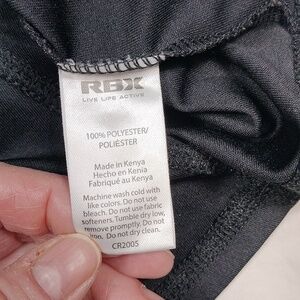 RBX
LIVE LIFE ACTIVE
100% POLYESTER/
POLIÉSTER
Made in Kenya
Hecho en Kenia
Fabriqué au Kenya
Machine wash cold with
like colors. Do not use
bleach. Do not use fabric
softeners. Tumble dry low,
remove promptly. Do not
iron. Do not dry clean.
CR2005